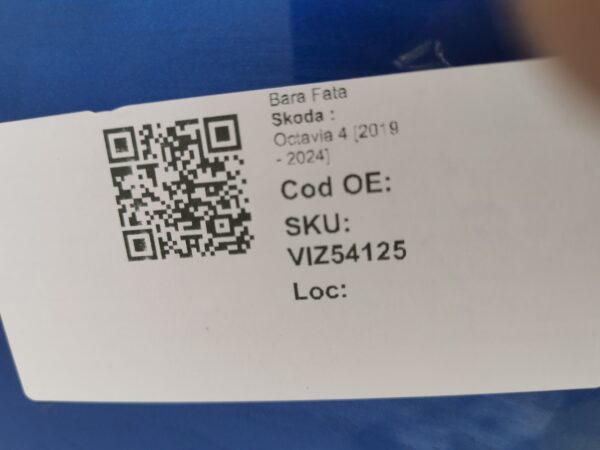 Bara Fata
Skoda :
Octavia 4 [2019
- 2024]
Cod OE:
SKU:
VIZ54125
Loc: